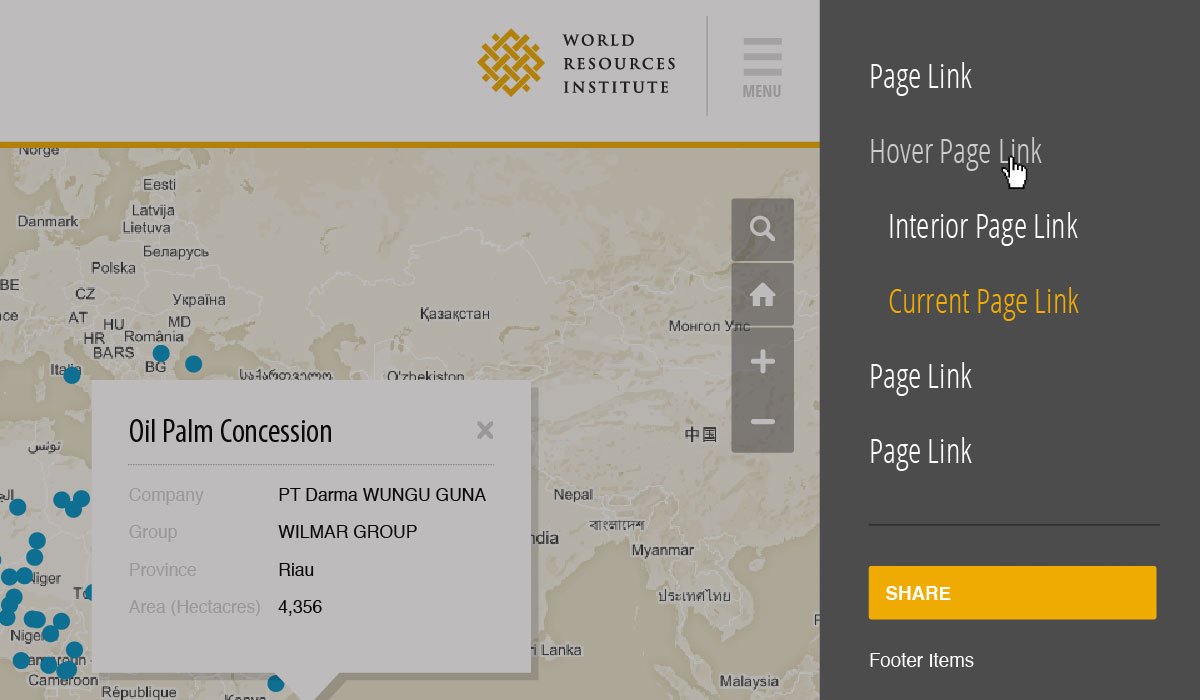 WORLD
RESOURCES
INSTITUTE
MENU
Norge
Eesti
Latvija
Danmark
Lietuva
Беларусь
Polska
BE
CZ
Україна
AT
HU
MD
Қазақстан
HR
România
Монгол Улс
BARS
BG
Italia
საქართველო
O'zbekiston
تونس
中国
Oil Palm Concession
Company PT Darma WUNGU GUNA
Group WILMAR GROUP
Province Riau
Area (Hectacres) 4,356
Nepal
বাংলাদেশ
ndia
Myanmar
Niger
ประเทศไทย
Niger
ri Lanka
Cameroon
Malaysia
République
Kenya
Page Link
Hover Page Link
Interior Page Link
Current Page Link
Page Link
Page Link
SHARE
Footer Items